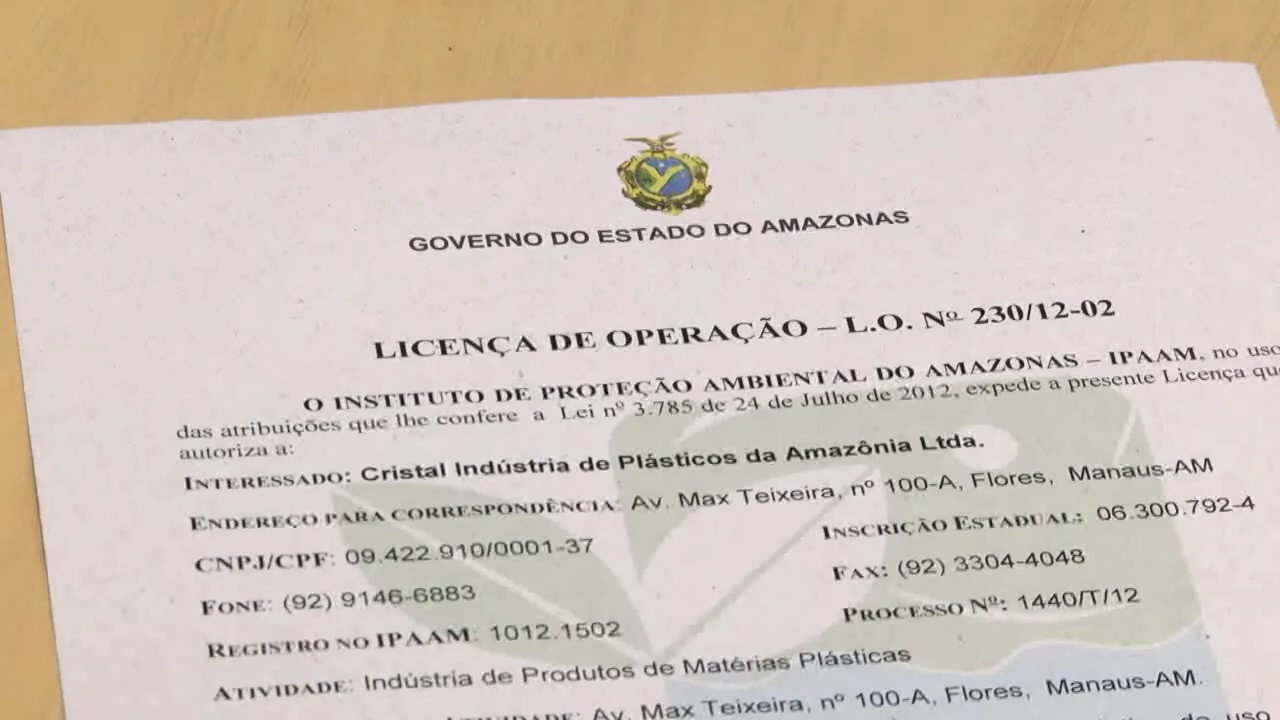 GOVERNO DO ESTADO DO AMAZONAS
LICENÇA DE OPERAÇÃO – L.O. Nº 230/12-02
O INSTITUTO DE PROTEÇÃO AMBIENTAL DO AMAZONAS – IPAAM, no uso
das atribuições que lhe confere a Lei nº 3.785 de 24 de Julho de 2012, expede a presente Licença que
autoriza a:
INTERESSADO: Cristal Indústria de Plásticos da Amazônia Ltda.
ENDEREÇO PARA CORRESPONDÊNCIA: Av. Max Teixeira, nº 100-A, Flores, Manaus-AM
CNPJ/CPF: 09.422.910/0001-37 INSCRIÇÃO ESTADUAL: 06.300.792-4
FONE: (92) 9146-6883 FAX: (92) 3304-4048
REGISTRO NO IPAAM: 1012.1502 PROCESSO Nº: 1440/T/12
ATIVIDADE: Indústria de Produtos de Matérias Plásticas
Av. Max Teixeira, nº 100-A, Flores, Manaus-AM.